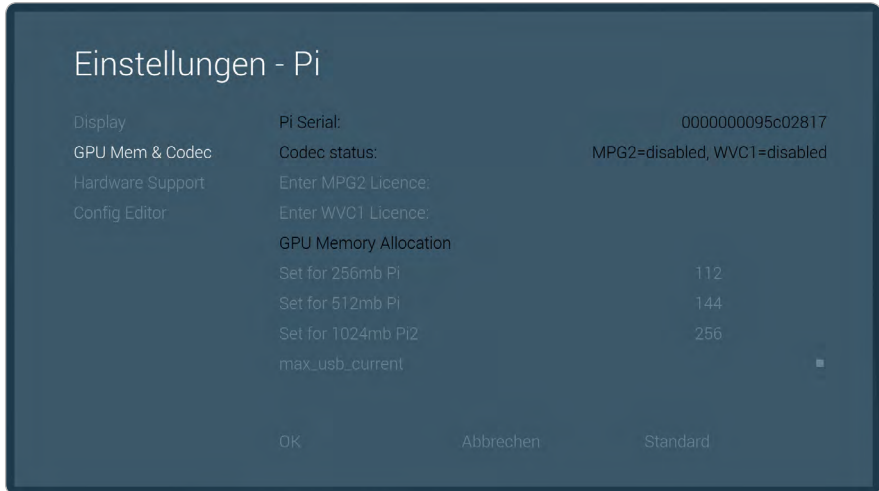 Einstellungen - Pi
Display
GPU Mem & Codec
Hardware Support
Config Editor
Pi Serial: 0000000095c02817
Codec status: MPG2=disabled, WVC1=disabled
Enter MPG2 Licence:
Enter WVC1 Licence:
GPU Memory Allocation
Set for 256mb Pi 112
Set for 512mb Pi 144
Set for 1024mb Pi2 256
max_usb_current
OK Abbrechen Standard